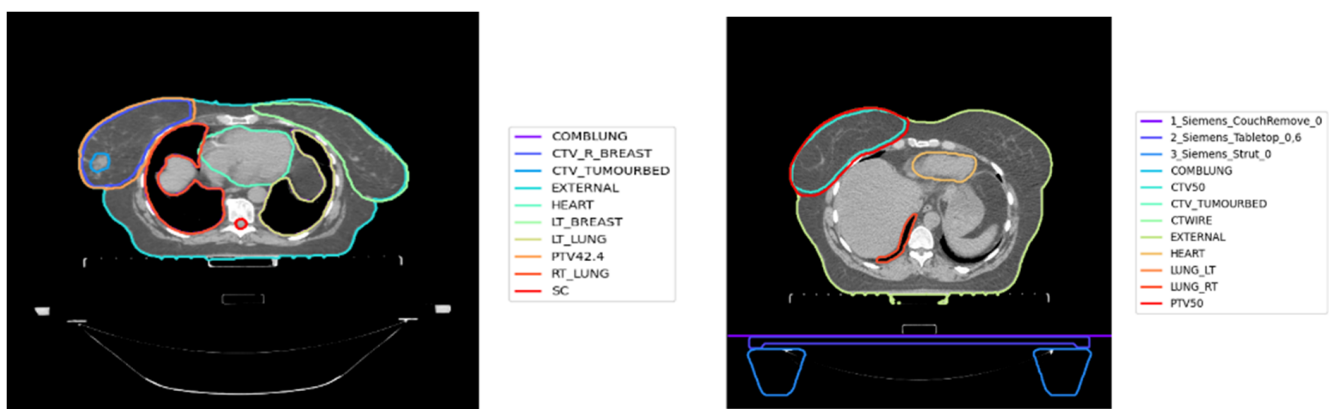 COMBLUNG
CTV_R_BREAST
CTV_TUMOURBED
EXTERNAL
HEART
LT_BREAST
LT_LUNG
PTV42.4
RT_LUNG
SC
1_Siemens_CouchRemove_0
2_Siemens_Tabletop_0,6
3_Siemens_Strut_0
COMBLUNG
CTV50
CTV_TUMOURBED
CTWIRE
EXTERNAL
HEART
LUNG_LT
LUNG_RT
PTV50